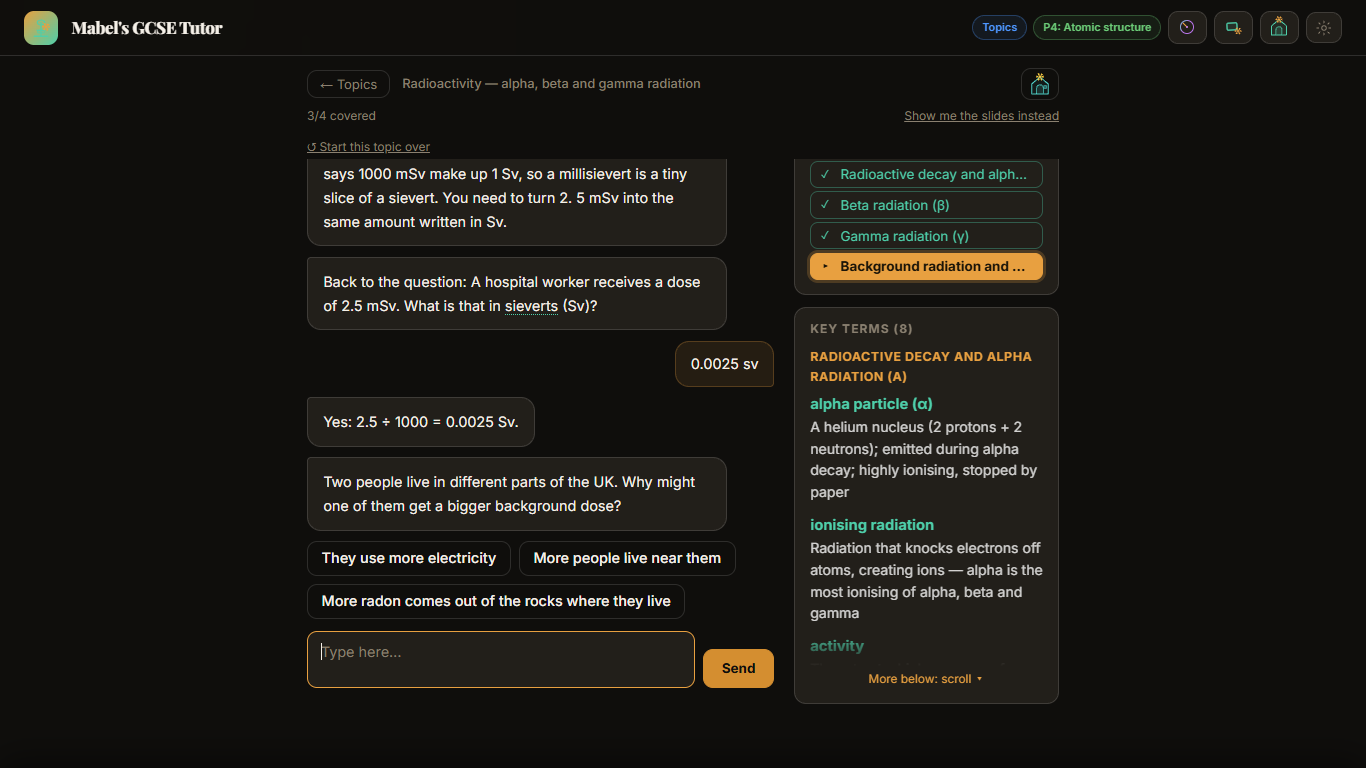 Mabel's GCSE Tutor
Topics
P4: Atomic structure
← Topics
Radioactivity — alpha, beta and gamma radiation
3/4 covered
Show me the slides instead
↺ Start this topic over
says 1000 mSv make up 1 Sv, so a millisievert is a tiny
slice of a sievert. You need to turn 2. 5 mSv into the
same amount written in Sv.
Back to the question: A hospital worker receives a dose
of 2.5 mSv. What is that in sieverts (Sv)?
0.0025 sv
Yes: 2.5 ÷ 1000 = 0.0025 Sv.
Two people live in different parts of the UK. Why might
one of them get a bigger background dose?
They use more electricity
More people live near them
More radon comes out of the rocks where they live
Type here...
Send
✓ Radioactive decay and alph...
✓ Beta radiation (β)
✓ Gamma radiation (γ)
▸ Background radiation and ...
KEY TERMS (8)
RADIOACTIVE DECAY AND ALPHA
RADIATION (Α)
alpha particle (α)
A helium nucleus (2 protons + 2
neutrons); emitted during alpha
decay; highly ionising, stopped by
paper
ionising radiation
Radiation that knocks electrons off
atoms, creating ions — alpha is the
most ionising of alpha, beta and
gamma
activity
More below: scroll ▾